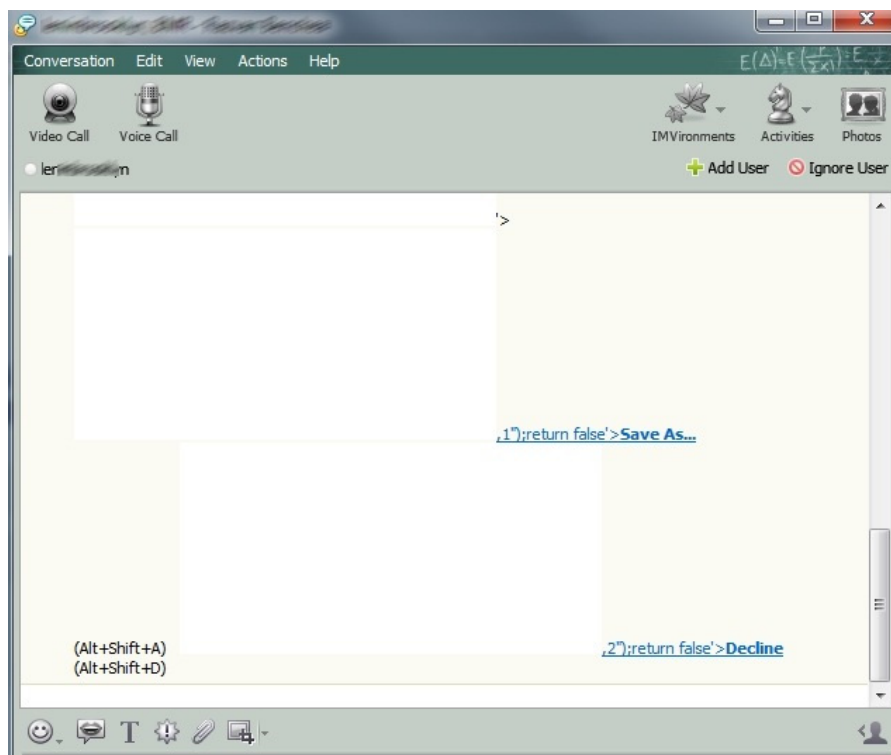 Conversation Edit View Actions Help
Video Call Voice Call IMVironments Activities Photos
Add User Ignore User
'>
,1");return false'>Save As...
(Alt+Shift+A) ,2");return false'>Decline
(Alt+Shift+D)